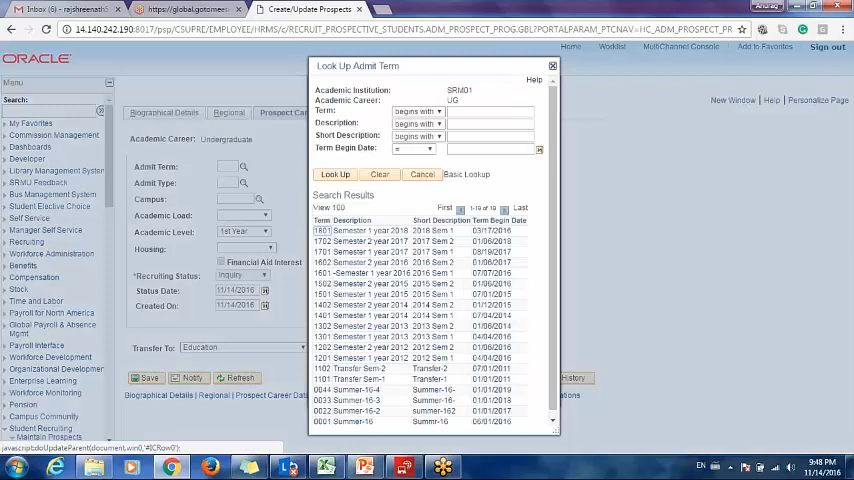 Inbox (0) - rajshreenath
https://global.gotomeet
Create/Update Prospects
Anurag
14.140.242.190:8017/psp/CSUPRE/EMPLOYEE/HRMS/c/RECRUIT_PROSPECTIVE_STUDENTS.ADM_PROSPECT_PROG.GBL?PORTALPARAM_PTCNAV=HC_ADM_PROSPECT_PROG_GBL&EOPP.SCNode=HRMS&EO
ORACLE
Home Worklist MultiChannel Console Add to Favorites Sign out
Menu
Search:
My Favorites
Commission Management
Dashboards
Developer
Library Management System
SRMU Feedback
Bus Management System
Student Elective Choice
Self Service
Manager Self Service
Recruiting
Workforce Administration
Benefits
Compensation
Stock
Time and Labor
Payroll for North America
Global Payroll & Absence
Mgmt
Payroll Interface
Workforce Development
Organizational Development
Enterprise Learning
Workforce Monitoring
Pension
Campus Community
Student Recruiting
Maintain Prospects
javascript:doUpdateParent(document.win0,'#ICRow0');
New Window | Help | Personalize Page
Biographical Details Regional Prospect Career
Academic Career: Undergraduate
Admit Term:
Admit Type:
Campus:
Academic Load:
Academic Level: 1st Year
Housing:
Financial Aid Interest
*Recruiting Status: Inquiry
Status Date: 11/14/2016
Created On: 11/14/2016
Transfer To: Education
Save Notify Refresh
History
Biographical Details | Regional | Prospect Career Data
Look Up Admit Term
Help
Academic Institution: SRM01
Academic Career: UG
Term: begins with
Description: begins with
Short Description: begins with
Term Begin Date: =
Look Up Clear Cancel Basic Lookup
Search Results
View 100 First 1-19 of 19 Last
Term Description Short Description Term Begin Date
1801 Semester 1 year 2018 2018 Sem 1 03/17/2016
1702 Semester 2 year 2017 2017 Sem 2 01/06/2018
1701 Semester 1 year 2017 2017 Sem 1 08/19/2017
1602 Semester 2 year 2016 2016 Sem 2 01/06/2017
1601 -Semester 1 year 2016 2016 Sem 1 07/07/2016
1502 Semester 2 year 2015 2015 Sem 2 01/06/2016
1501 Semester 1 year 2015 2015 Sem 1 07/01/2015
1402 Semester 2 year 2014 2014 Sem 2 01/12/2015
1401 Semester 1 year 2014 2014 Sem 1 07/04/2014
1302 Semester 2 year 2013 2013 Sem 2 01/06/2014
1301 Semester 1 year 2013 2013 Sem 1 04/04/2016
1202 Semester 2 year 2012 2012 Sem 2 01/06/2016
1201 Semester 1 year 2012 2012 Sem 1 04/04/2016
1102 Transfer Sem-2 Transfer-2 07/01/2011
1101 Transfer Sem-1 Transfer-1 01/01/2011
0044 Summer-16-4 Summer-16- 01/01/2019
0033 Summer-16-3 Summer-16- 01/01/2018
0022 Summer-16-2 summer-162 01/01/2017
0001 Summer-16 Summr-16 06/01/2016
EN
9:48 PM
11/14/2016